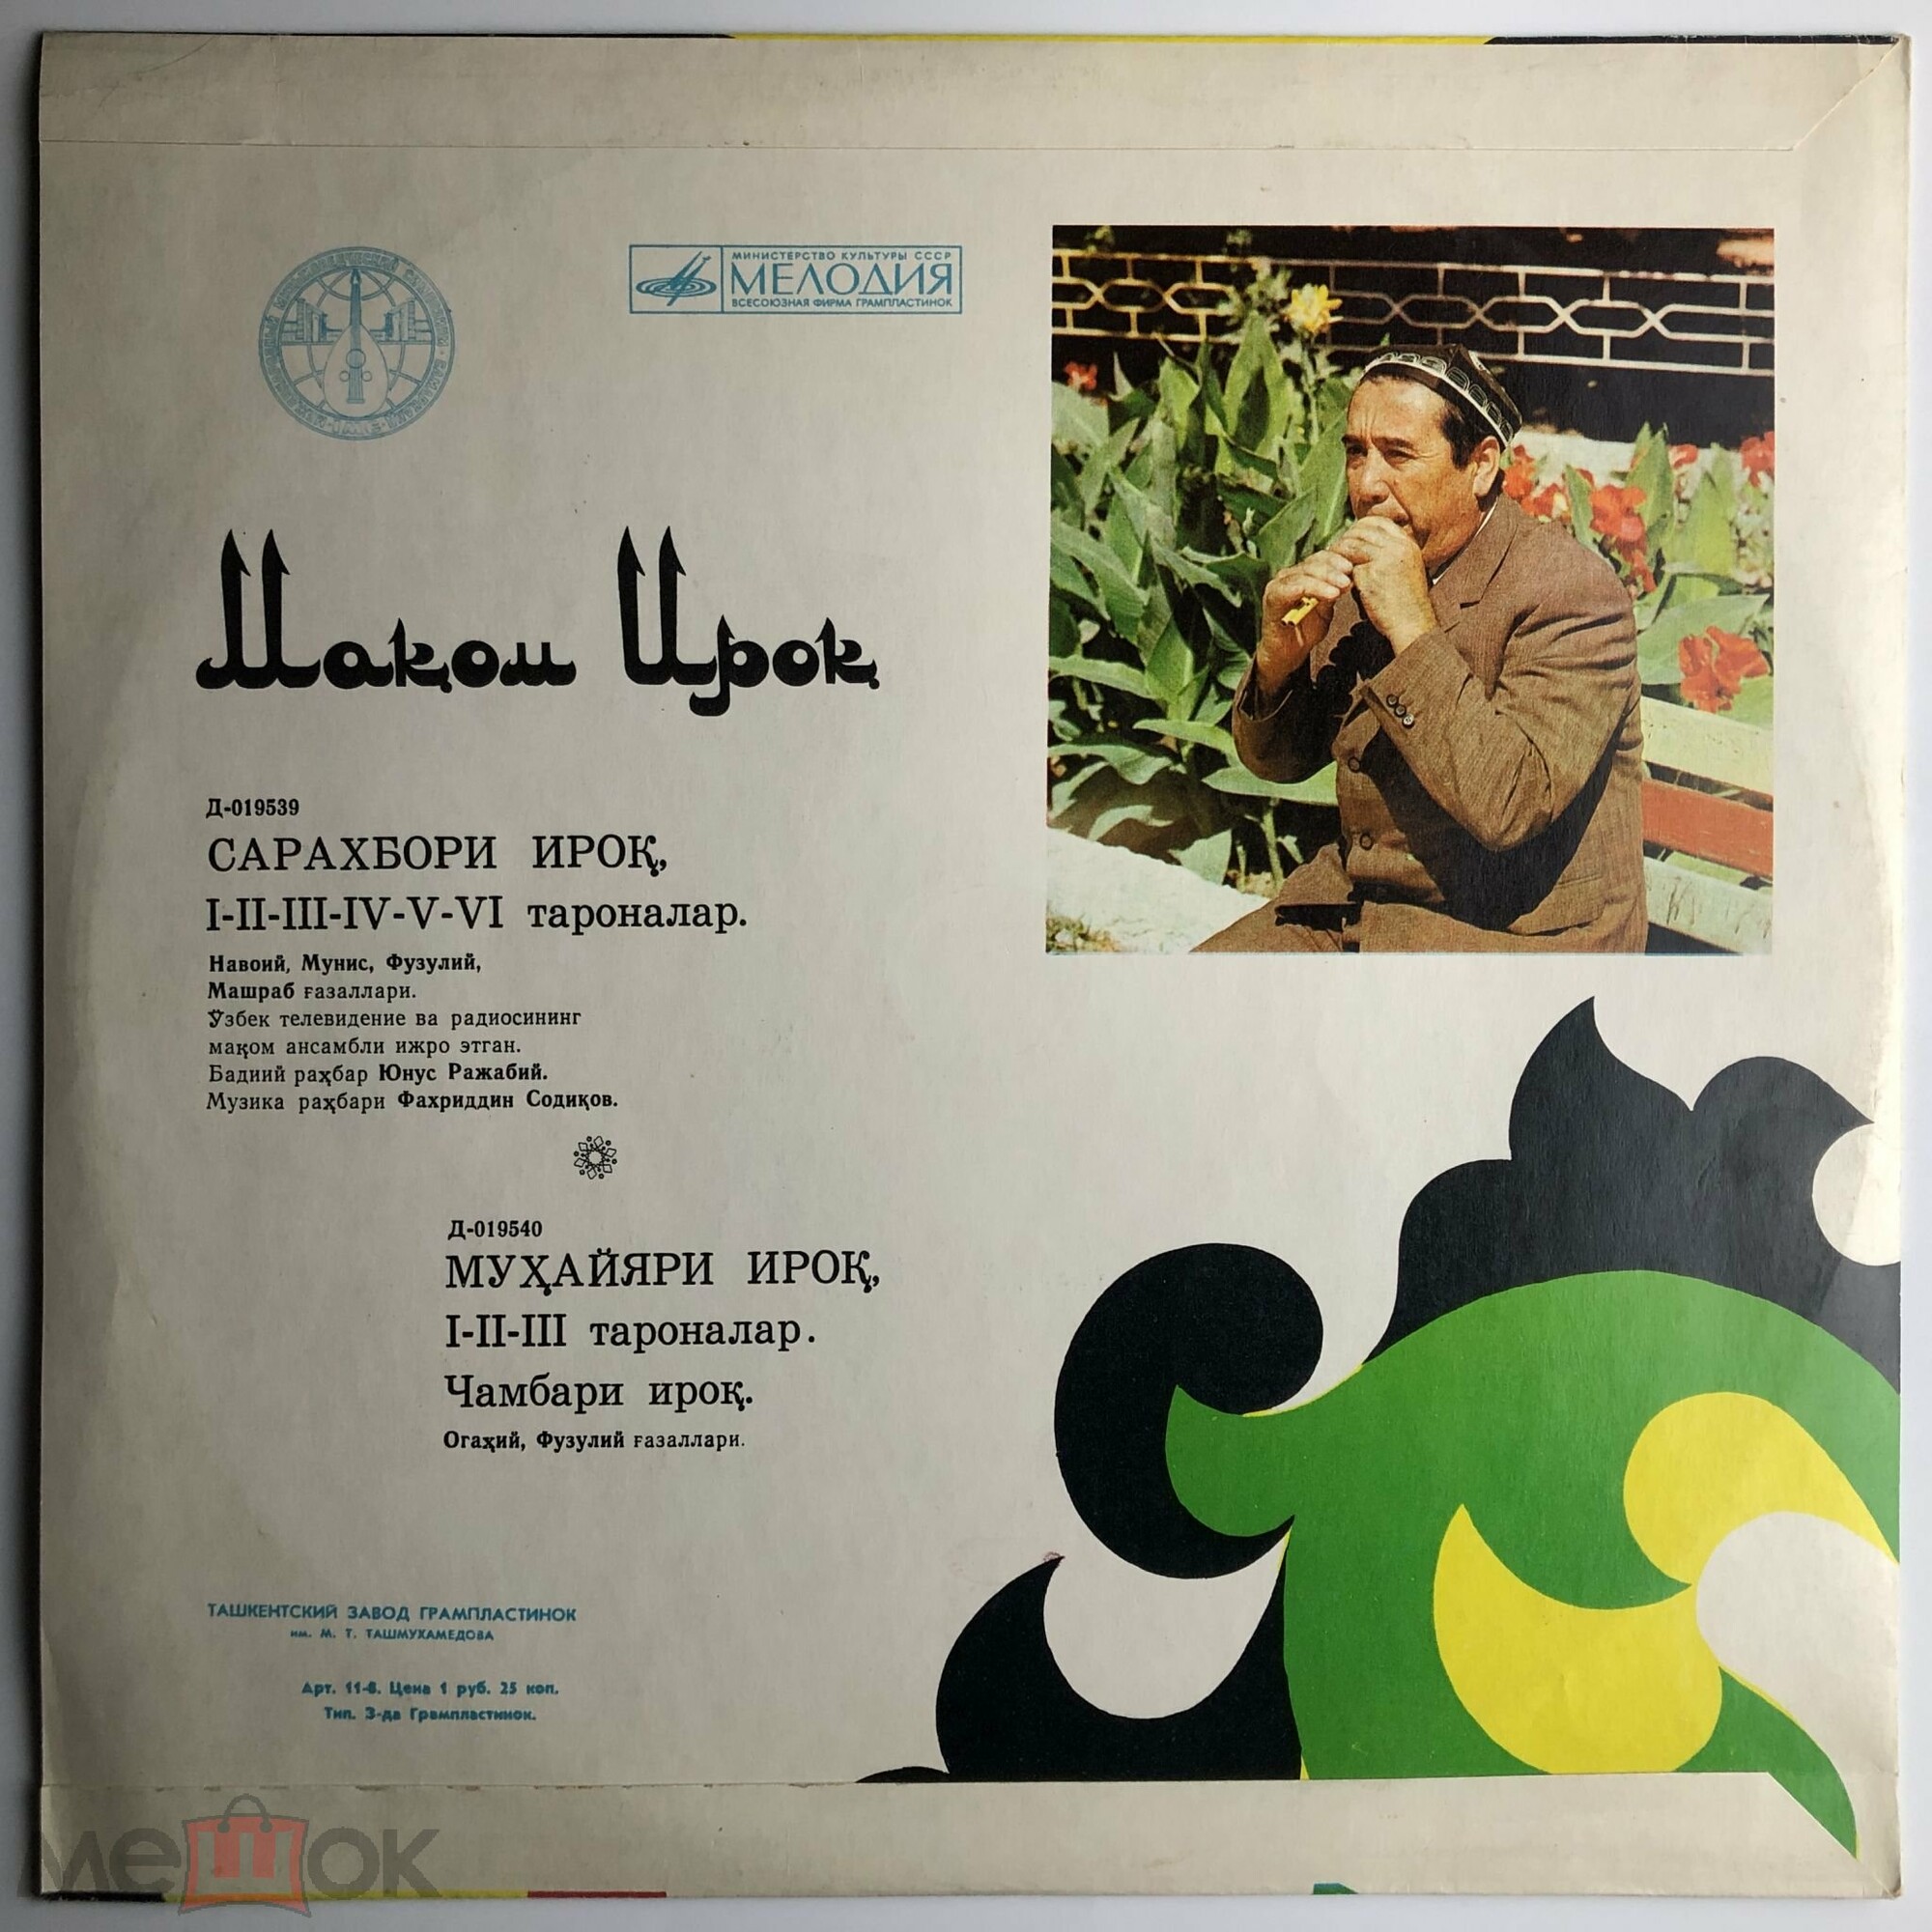 МИНИСТЕРСТВО КУЛЬТУРЫ СССР
МЕЛОДИЯ
ВСЕСОЮЗНАЯ ФИРМА ГРАМПЛАСТИНОК
Мақом Ироқ
Д-019539
САРАХБОРИ ИРОҚ,
I-II-III-IV-V-VI тароналар.
Навоий, Мунис, Фузулий,
Машраб ғазаллари.
Ўзбек телевидение ва радиосининг
мақом ансамбли ижро этган.
Бадиий раҳбар Юнус Ражабий.
Музика раҳбари Фахриддин Содиқов.
Д-019540
МУҲАЙЯРИ ИРОҚ,
I-II-III тароналар.
Чамбари ироқ.
Огаҳий, Фузулий ғазаллари.
ТАШКЕНТСКИЙ ЗАВОД ГРАМПЛАСТИНОК
им. М. Т. ТАШМУХАМЕДОВА
Арт. 11-8. Цена 1 руб. 25 коп.
Тип. З-да Грампластинок.
мешок